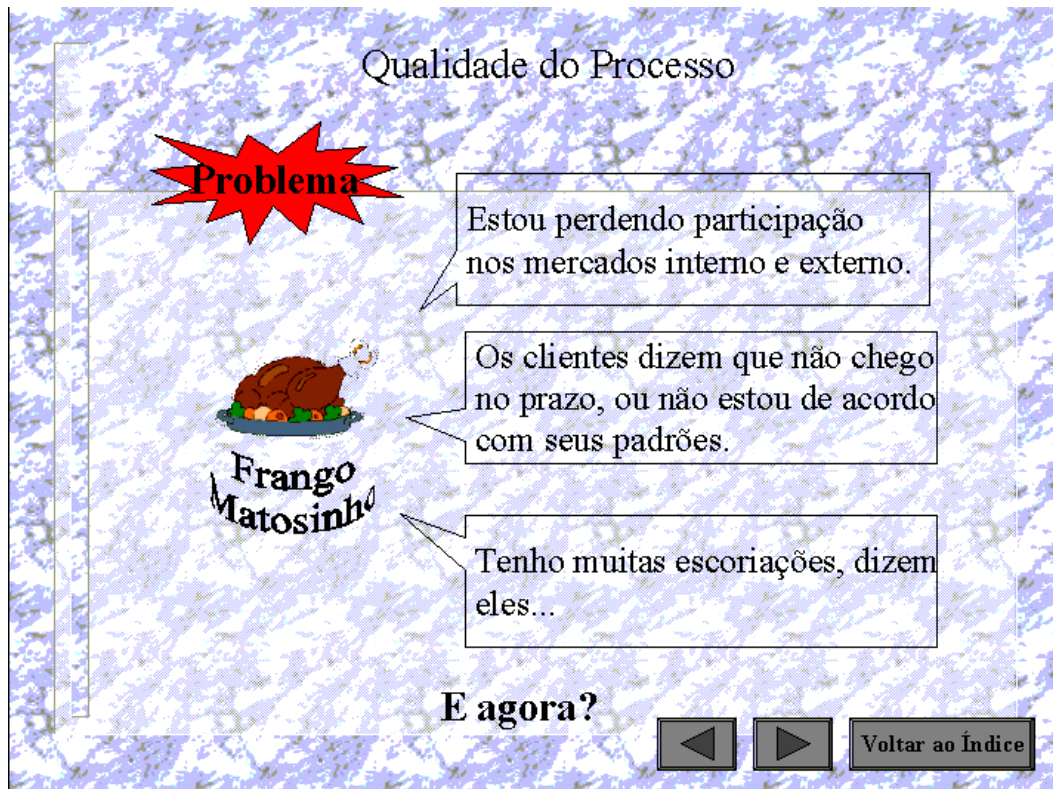 Qualidade do Processo
Problema
Estou perdendo participação
nos mercados interno e externo.
Os clientes dizem que não chego
no prazo, ou não estou de acordo
com seus padrões.
Frango
Matosinho
Tenho muitas escoriações, dizem
eles...
E agora?
Voltar ao Índice